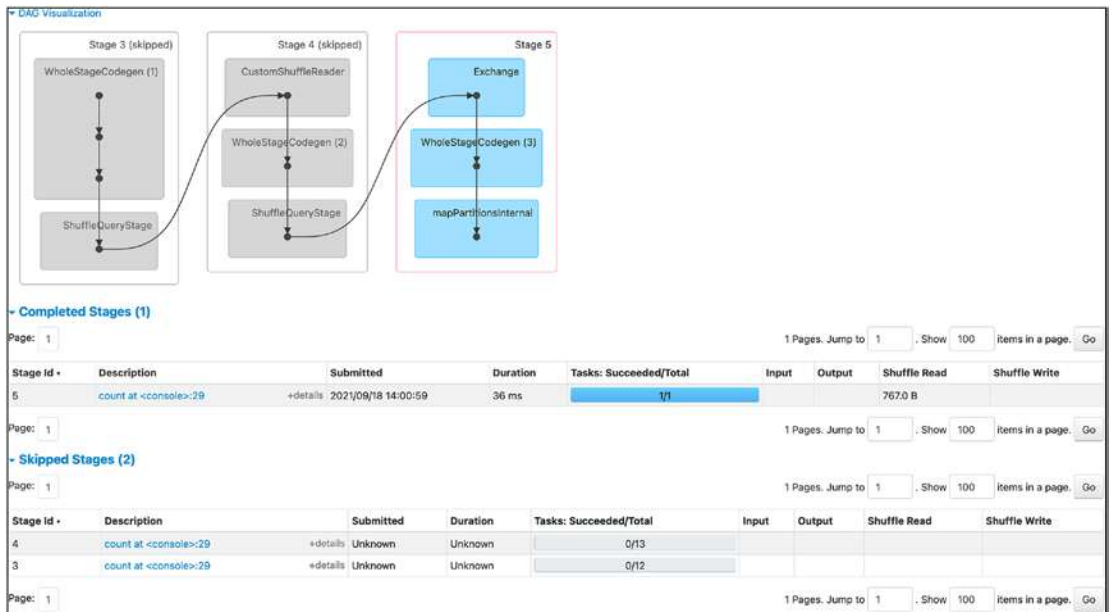 DAG Visualization
Stage 3 (skipped)
WholeStageCodegen (1)
ShuffleQueryStage
Stage 4 (skipped)
CustomShuffleReader
WholeStageCodegen (2)
ShuffleQueryStage
Stage 5
Exchange
WholeStageCodegen (3)
mapPartitionsInternal
Completed Stages (1)
Page: 1 1 Pages. Jump to 1 . Show 100 items in a page. Go
Stage Id Description Submitted Duration Tasks: Succeeded/Total Input Output Shuffle Read Shuffle Write
5 count at <console>:29 +details 2021/09/18 14:00:59 36 ms 1/1 767.0 B
Page: 1 1 Pages. Jump to 1 . Show 100 items in a page. Go
Skipped Stages (2)
Page: 1 1 Pages. Jump to 1 . Show 100 items in a page. Go
Stage Id Description Submitted Duration Tasks: Succeeded/Total Input Output Shuffle Read Shuffle Write
4 count at <console>:29 +details Unknown Unknown 0/13
3 count at <console>:29 +details Unknown Unknown 0/12
Page: 1 1 Pages. Jump to 1 . Show 100 items in a page. Go